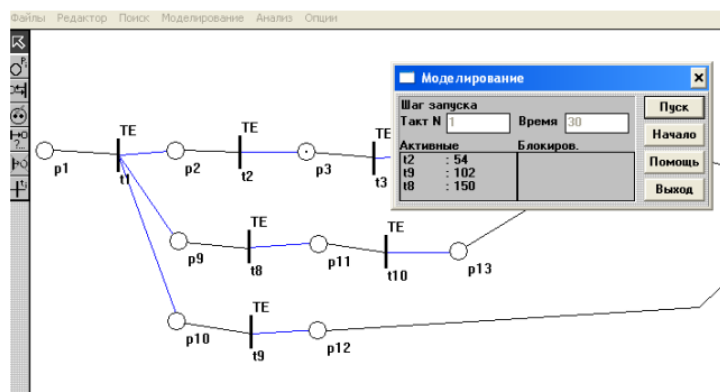 Файлы Редактор Поиск Моделирование Анализ Опции
Моделирование
Шаг запуска
Такт N 1 Время 30
Активные Блокиров.
t2 : 54
t9 : 102
t8 : 150
Пуск
Начало
Помощь
Выход
TE TE TE
p1 t1 p2 t2 p3 t3
TE TE
p9 t8 p11 t10 p13
TE
p10 t9 p12